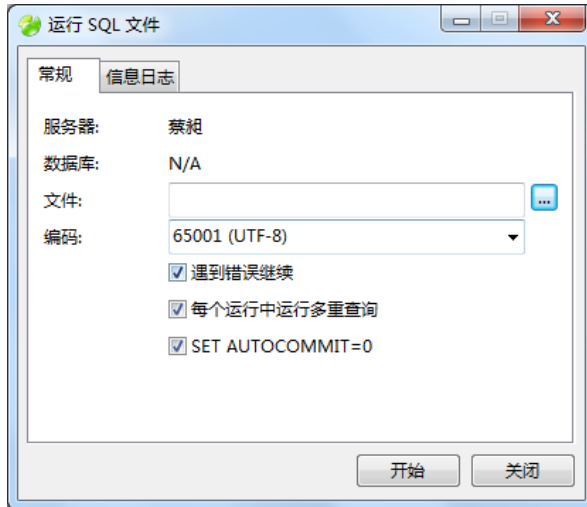 运行 SQL 文件
常规
信息日志
服务器: 蔡昶
数据库: N/A
文件:
...
编码: 65001 (UTF-8)
遇到错误继续
每个运行中运行多重查询
SET AUTOCOMMIT=0
开始
关闭